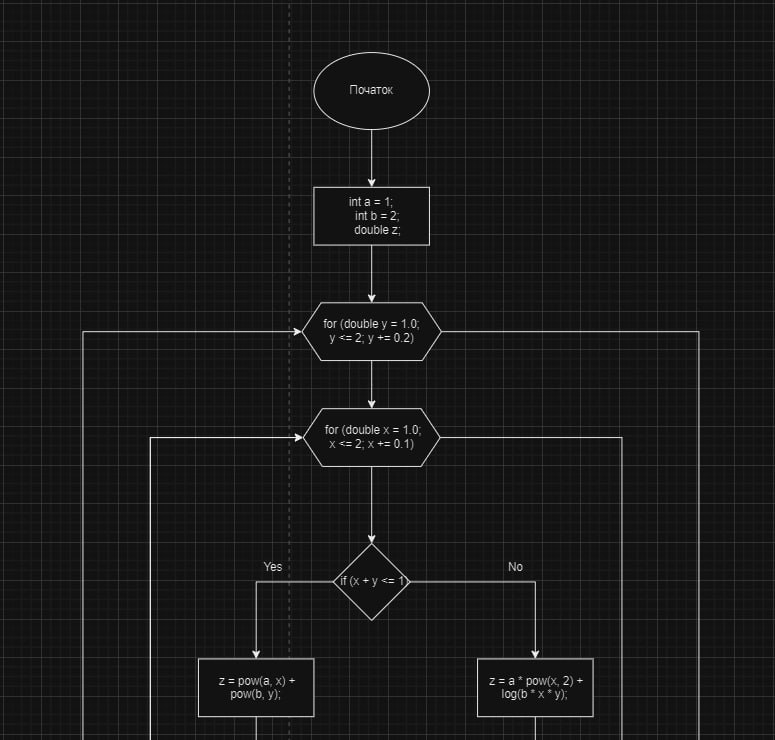 Початок
int a = 1;
int b = 2;
double z;
for (double y = 1.0;
y <= 2; y += 0.2)
for (double x = 1.0;
x <= 2; x += 0.1)
Yes
if (x + y <= 1)
No
z = pow(a, x) +
pow(b, y);
z = a * pow(x, 2) +
log(b * x * y);